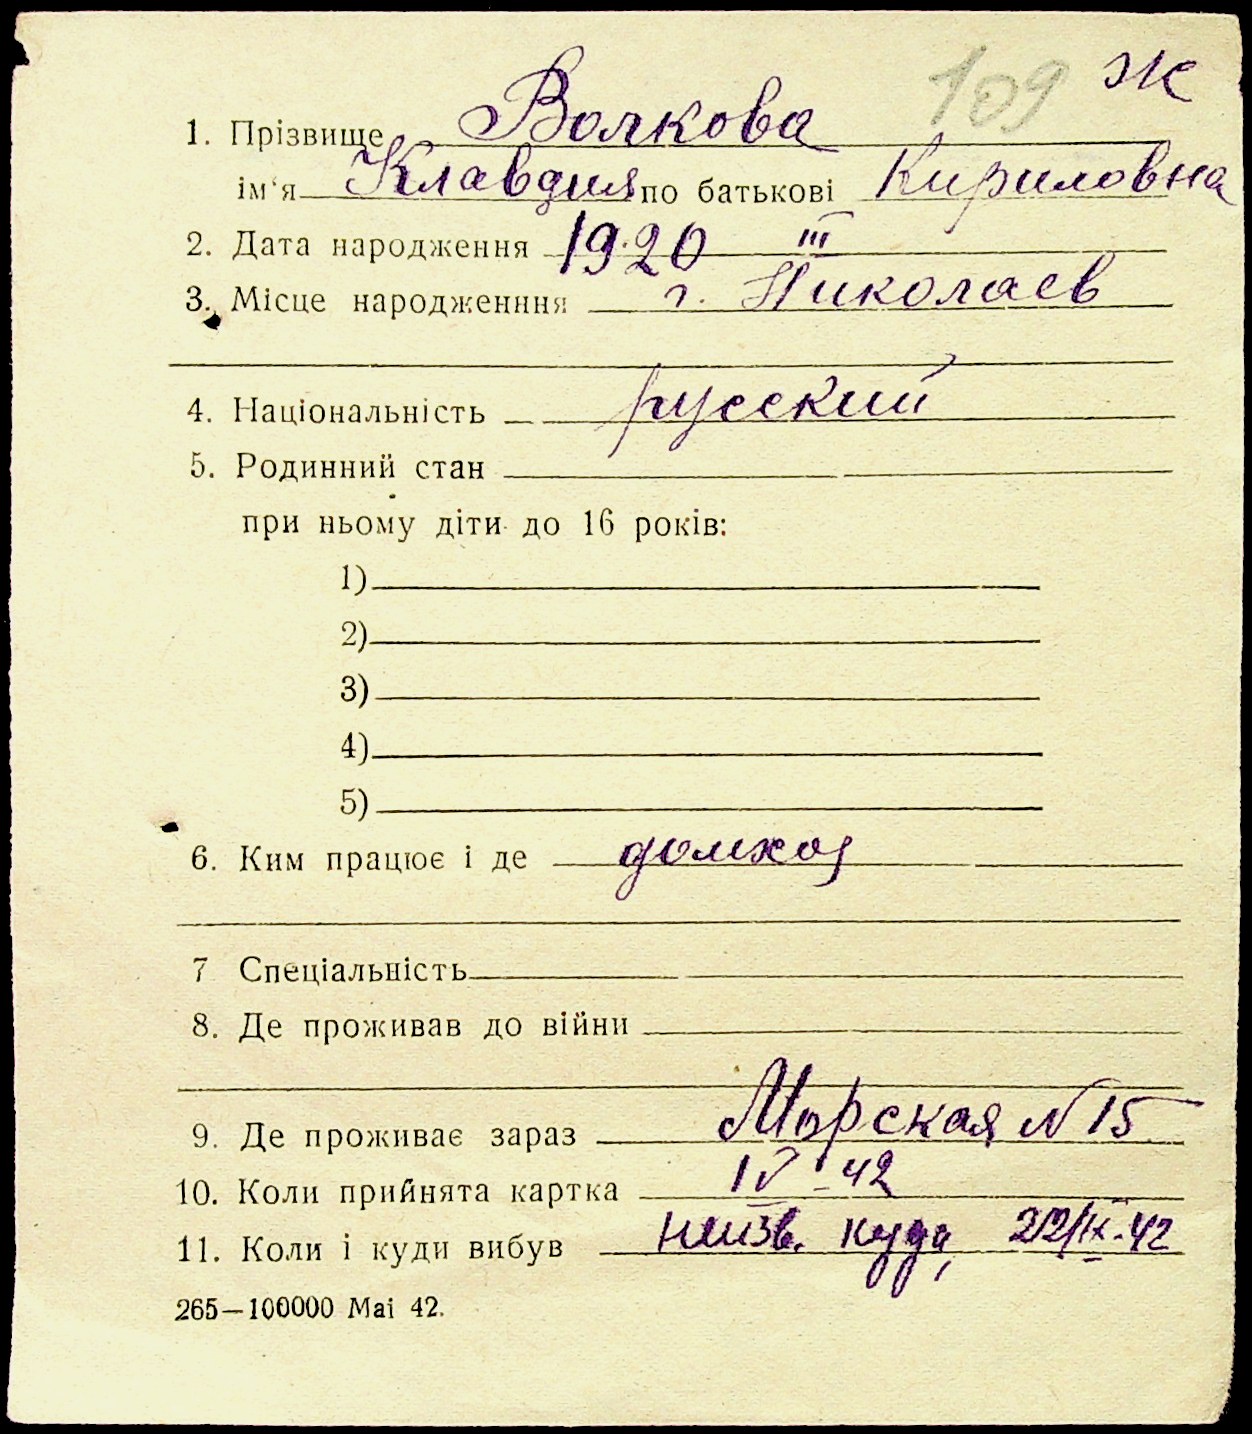 109 Ж
1. Прізвище Волкова
ім'я Клавдия по батькові Кириловна
2. Дата народження 1920 III
3. Місце народженння г. Николаев
4. Національність русский
5. Родинний стан
при ньому діти до 16 років:
1)
2)
3)
4)
5)
6. Ким працює і де домхоз
7 Спеціальність
8. Де проживав до війни
9. Де проживає зараз Морская N 15
10. Коли прийнята картка IV-42
11. Коли і куди вибув неизв. куда, 22/IX-42
265—100000 Маі 42.